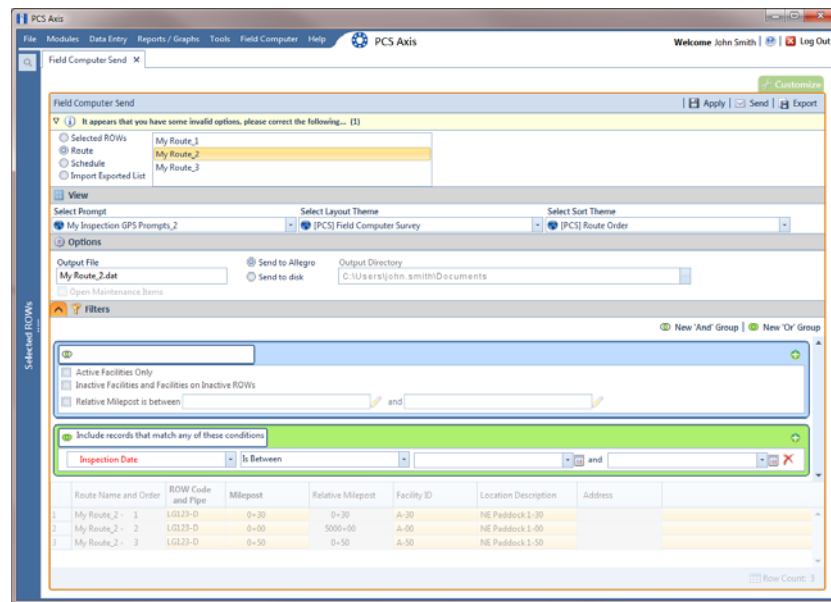 PCS Axis
File Modules Data Entry Reports / Graphs Tools Field Computer Help PCS Axis Welcome John Smith | | Log Out
Field Computer Send
Customize
Field Computer Send | Apply | Send | Export
It appears that you have some invalid options, please correct the following... (1)
Selected ROWs
Route
Schedule
Import Exported List
My Route_1
My Route_2
My Route_3
View
Select Prompt Select Layout Theme Select Sort Theme
My Inspection GPS Prompts_2 [PCS] Field Computer Survey [PCS] Route Order
Options
Output File Send to Allegro Output Directory
My Route_2.dat Send to disk C:\Users\john.smith\Documents
Open Maintenance Items
Filters
Selected ROWs
New 'And' Group | New 'Or' Group
Active Facilities Only
Inactive Facilities and Facilities on Inactive ROWs
Relative Milepost is between and
Include records that match any of these conditions
Inspection Date Is Between and
Route Name and Order ROW Code and Pipe Milepost Relative Milepost Facility ID Location Description Address
1 My Route_2 - 1 LG123-D 0+30 0+30 A-30 NE Paddock 1-30
2 My Route_2 - 2 LG123-D 0+00 5000+00 A-00 NE Paddock 1-00
3 My Route_2 - 3 LG123-D 0+50 0+50 A-50 NE Paddock 1-50
Row Count: 3